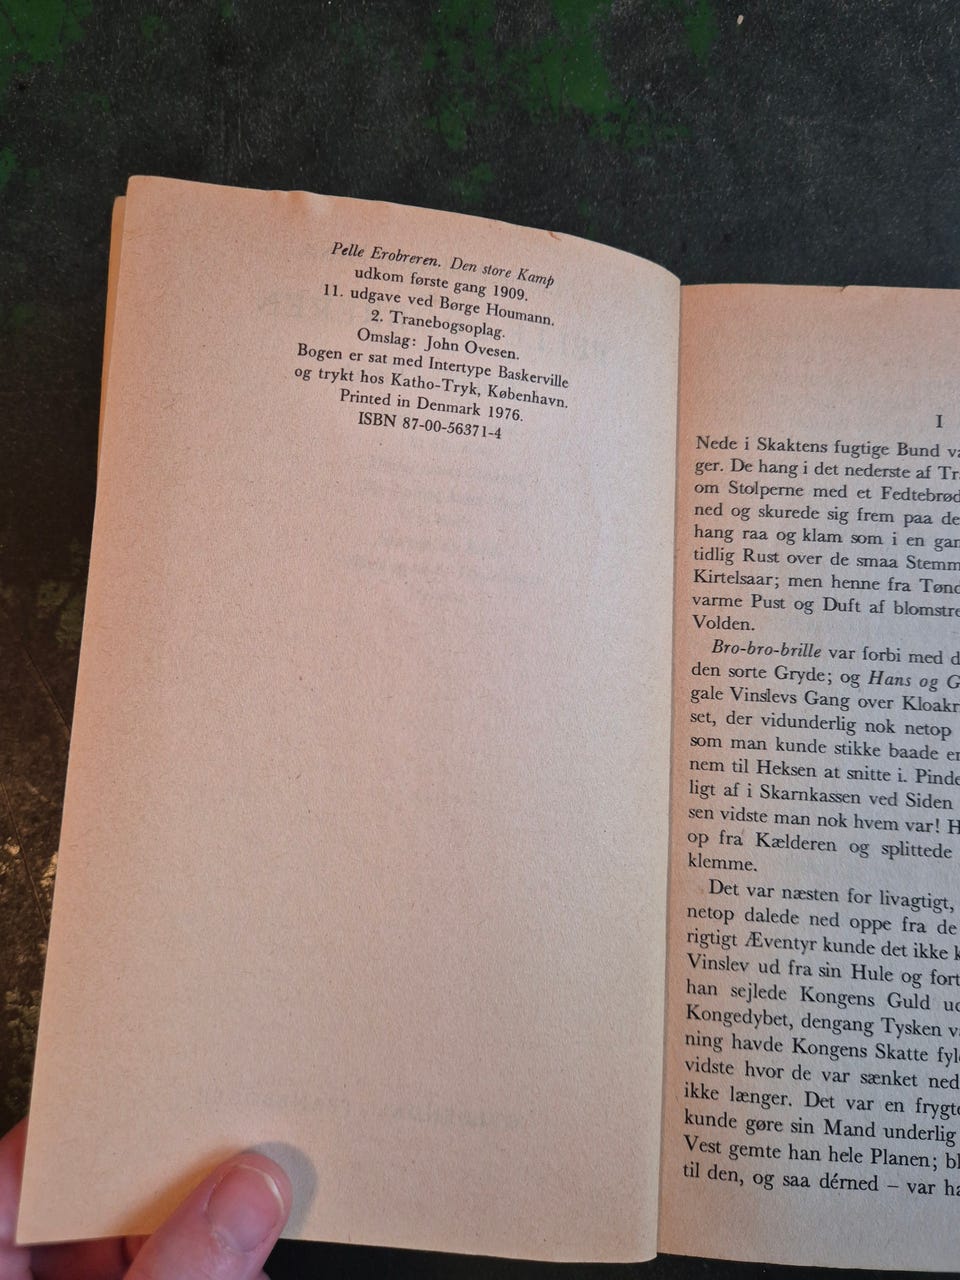 Pelle Erobreren. Den store Kamp
udkom første gang 1909.
11. udgave ved Børge Houmann.
2. Tranebogsoplag.
Omslag: John Ovesen.
Bogen er sat med Intertype Baskerville
og trykt hos Katho-Tryk, København.
Printed in Denmark 1976.
ISBN 87-00-56371-4
I
Nede i Skaktens fugtige Bund
ger. De hang i det nederste af
om Stolperne med et Fedtebrød
ned og skurede sig frem paa
hang raa og klam som i en
tidlig Rust over de smaa
Kirtelsaar; men henne fra
varme Pust og Duft af
Volden.
Bro-bro-brille var forbi med
den sorte Gryde; og Hans og
gale Vinslevs Gang over
set, der vidunderlig nok netop
som man kunde stikke baade
nem til Heksen at snitte i.
ligt af i Skarnkassen ved Siden
sen vidste man nok hvem var!
op fra Kælderen og splittede
klemme.
Det var næsten for livagtigt,
netop dalede ned oppe fra de
rigtigt Æventyr kunde det ikke
Vinslev ud fra sin Hule og
han sejlede Kongens Guld
Kongedybet, dengang Tysken
ning havde Kongens Skatte
vidste hvor de var sænket
ikke længer. Det var en
kunde gøre sin Mand underlig
Vest gemte han hele Planen;
til den, og saa dérned – var